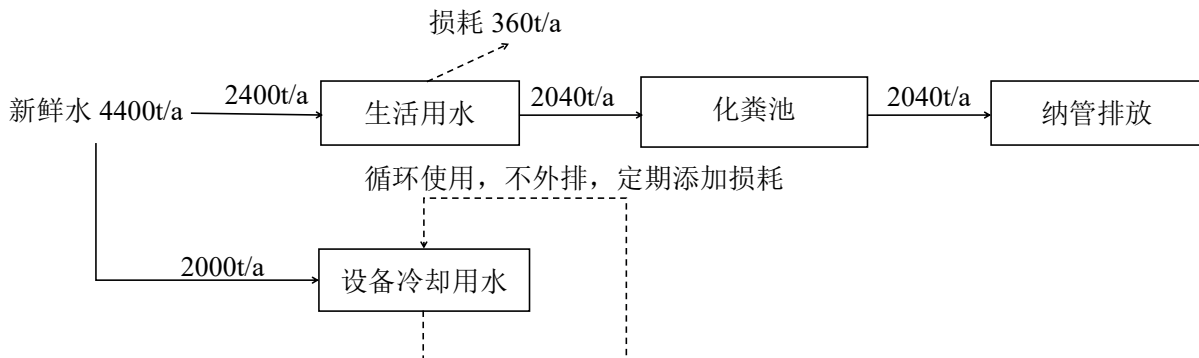 损耗 360t/a
新鲜水 4400t/a
2400t/a
生活用水
2040t/a
化粪池
2040t/a
纳管排放
循环使用，不外排，定期添加损耗
2000t/a
设备冷却用水